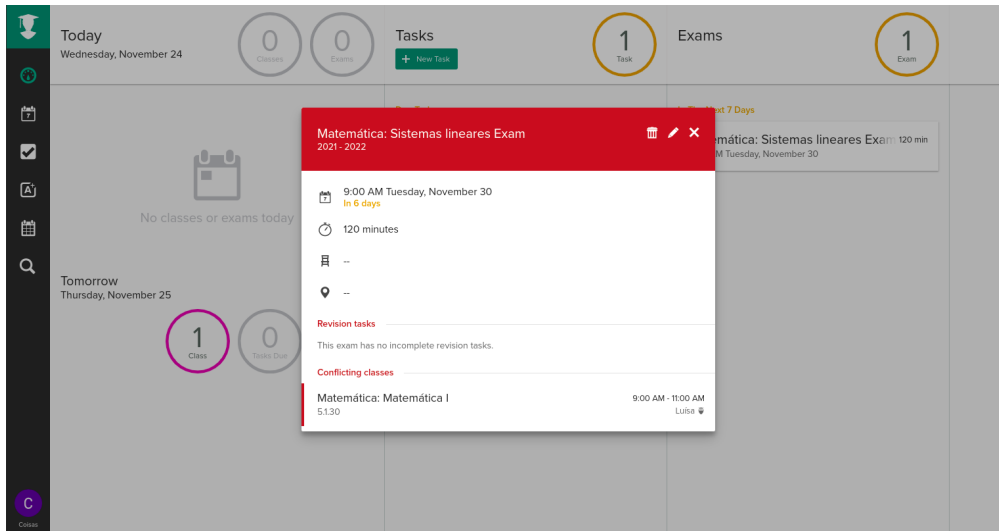 Today
Wednesday, November 24
0
Classes
0
Exams
Tasks
+ New Task
1
Task
Exams
1
Exam
No classes or exams today
Tomorrow
Thursday, November 25
1
Class
0
Tasks Due
Next 7 Days
mática: Sistemas lineares Exam 120 min
Tuesday, November 30
Matemática: Sistemas lineares Exam
2021 - 2022
7
9:00 AM Tuesday, November 30
In 6 days
120 minutes
--
--
Revision tasks
This exam has no incomplete revision tasks.
Conflicting classes
Matemática: Matemática I
9:00 AM - 11:00 AM
5.1.30
Luísa
7
A+
C
Coisas